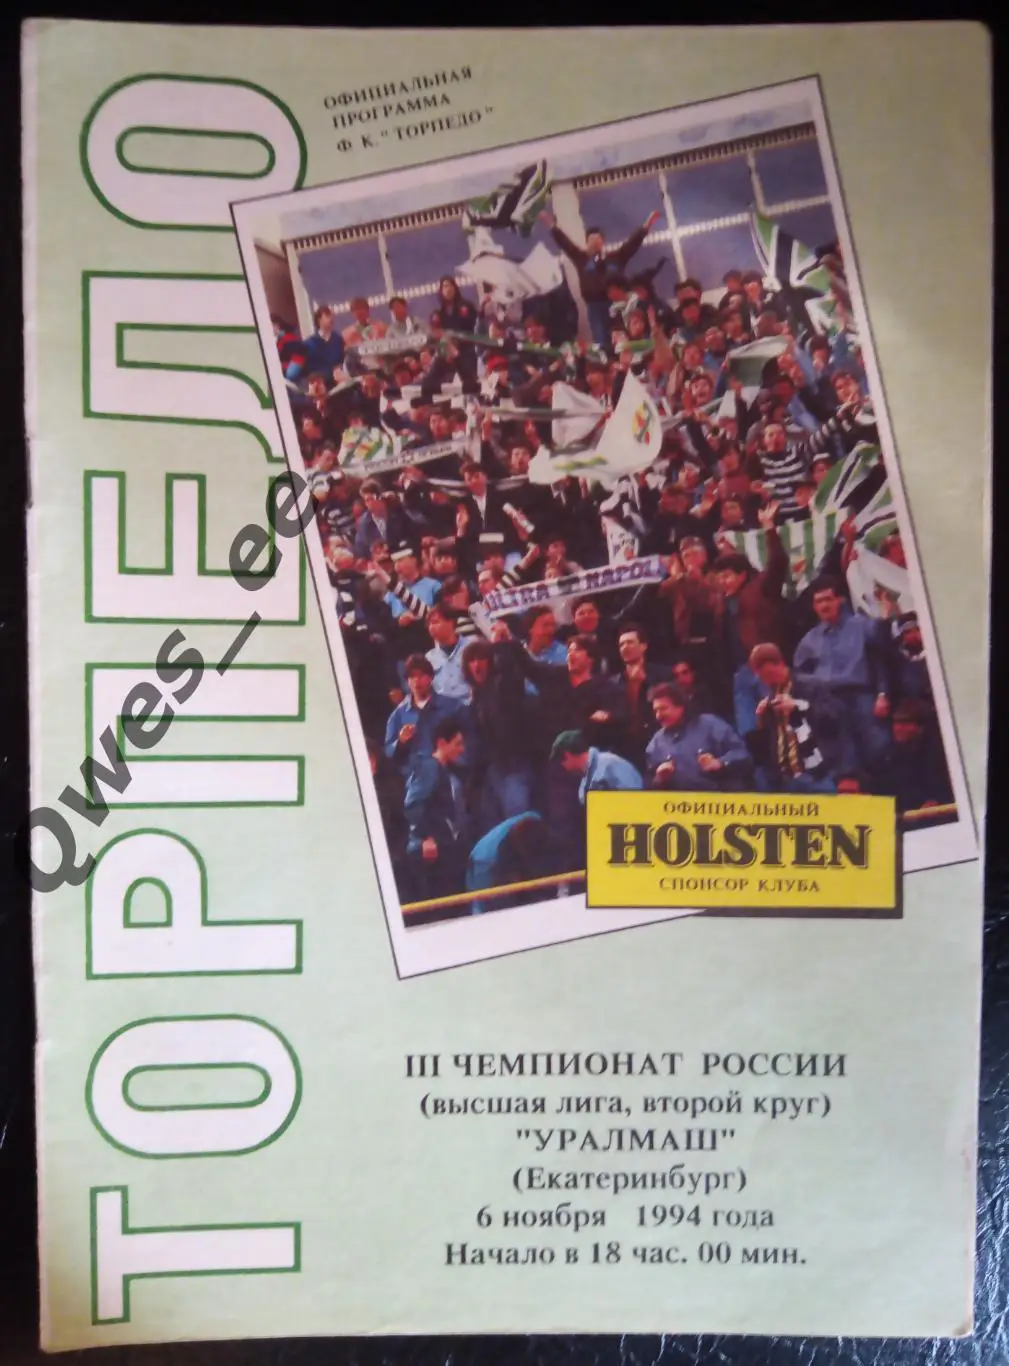 ТОРПЕДО
ОФИЦИАЛЬНАЯ
ПРОГРАММА
Ф К."ТОРПЕДО"
ULTRA NAPOLI
ОФИЦИАЛЬНЫЙ
HOLSTEN
СПОНСОР КЛУБА
Qwes_ee
III ЧЕМПИОНАТ РОССИИ
(высшая лига, второй круг)
"УРАЛМАШ"
(Екатеринбург)
6 ноября 1994 года
Начало в 18 час. 00 мин.